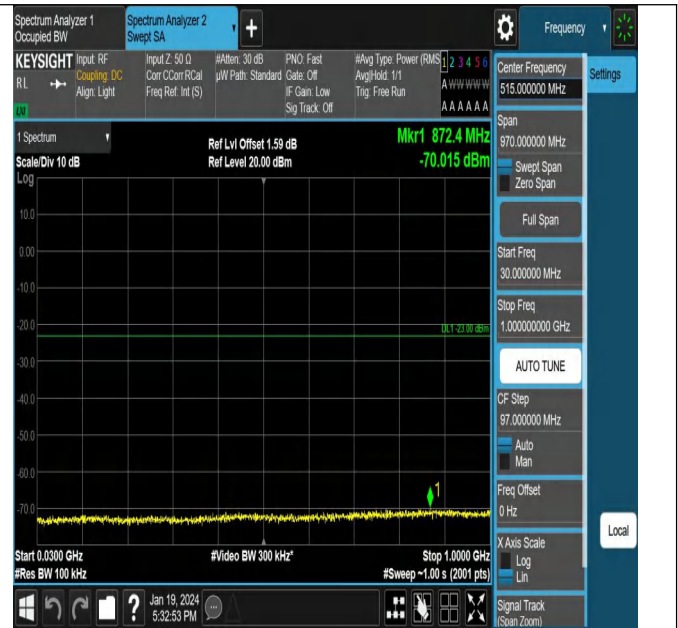 Spectrum Analyzer 1
Occupied BW
Spectrum Analyzer 2
Swept SA
Frequency
KEYSIGHT
RL
LXI
Input: RF
Coupling: DC
Align: Light
Input Z: 50 Ω
Corr CCorr RCal
Freq Ref: Int (S)
#Atten: 30 dB
µW Path: Standard
PNO: Fast
Gate: Off
IF Gain: Low
Sig Track: Off
#Avg Type: Power (RMS
Avg|Hold: 1/1
Trig: Free Run
1 2 3 4 5 6
A W W W W W
A A A A A A
1 Spectrum
Scale/Div 10 dB
Log
Ref Lvl Offset 1.59 dB
Ref Level 20.00 dBm
Mkr1 872.4 MHz
-70.015 dBm
10.0
0.00
-10.0
-20.0
DL1 -23.00 dBm
-30.0
-40.0
-50.0
-60.0
1
-70.0
Start 0.0300 GHz
#Res BW 100 kHz
#Video BW 300 kHz*
Stop 1.0000 GHz
#Sweep ~1.00 s (2001 pts)
Jan 19, 2024
5:32:53 PM
?
Center Frequency
515.000000 MHz
Settings
Span
970.000000 MHz
Swept Span
Zero Span
Full Span
Start Freq
30.000000 MHz
Stop Freq
1.000000000 GHz
AUTO TUNE
CF Step
97.000000 MHz
Auto
Man
Freq Offset
0 Hz
X Axis Scale
Log
Lin
Local
Signal Track
(Span Zoom)